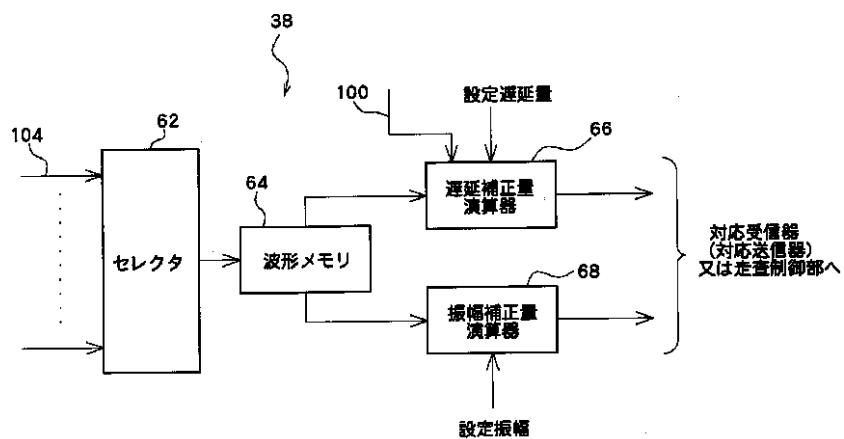 38
100
設定遅延量
104
62
66
64
遅延補正量
演算器
セレクタ
波形メモリ
対応受信器
(対応送信器)
又は走査制御部へ
68
振幅補正量
演算器
設定振幅